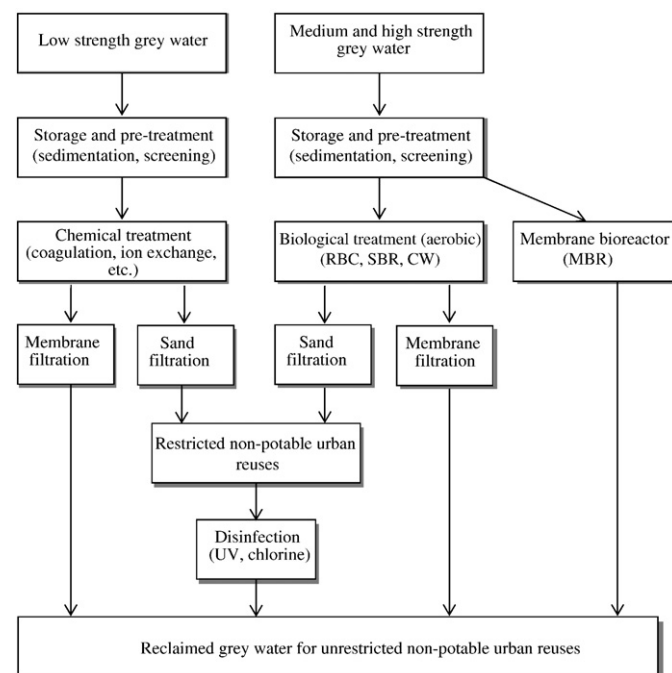 Low strength grey water
Medium and high strength
grey water
Storage and pre-treatment
(sedimentation, screening)
Storage and pre-treatment
(sedimentation, screening)
Chemical treatment
(coagulation, ion exchange,
etc.)
Biological treatment (aerobic)
(RBC, SBR, CW)
Membrane bioreactor
(MBR)
Membrane
filtration
Sand
filtration
Sand
filtration
Membrane
filtration
Restricted non-potable urban
reuses
Disinfection
(UV, chlorine)
Reclaimed grey water for unrestricted non-potable urban reuses